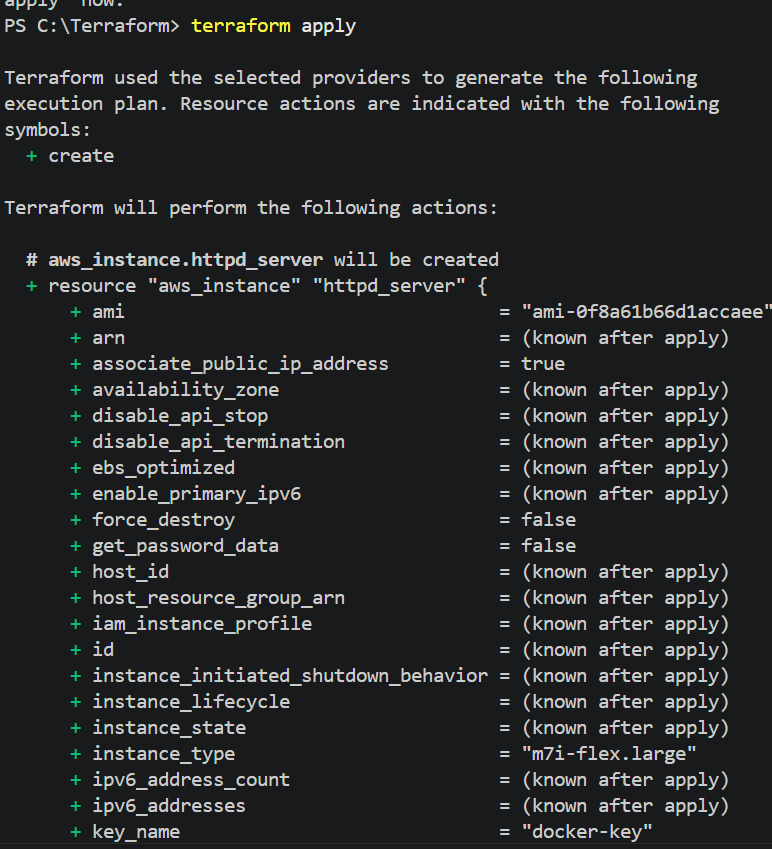 apply" now.
PS C:\Terraform> terraform apply
Terraform used the selected providers to generate the following
execution plan. Resource actions are indicated with the following
symbols:
  + create
Terraform will perform the following actions:
  # aws_instance.httpd_server will be created
  + resource "aws_instance" "httpd_server" {
      + ami                                  = "ami-0f8a61b66d1accaee"
      + arn                                  = (known after apply)
      + associate_public_ip_address          = true
      + availability_zone                    = (known after apply)
      + disable_api_stop                     = (known after apply)
      + disable_api_termination              = (known after apply)
      + ebs_optimized                        = (known after apply)
      + enable_primary_ipv6                  = (known after apply)
      + force_destroy                        = false
      + get_password_data                    = false
      + host_id                              = (known after apply)
      + host_resource_group_arn              = (known after apply)
      + iam_instance_profile                 = (known after apply)
      + id                                   = (known after apply)
      + instance_initiated_shutdown_behavior = (known after apply)
      + instance_lifecycle                   = (known after apply)
      + instance_state                       = (known after apply)
      + instance_type                        = "m7i-flex.large"
      + ipv6_address_count                   = (known after apply)
      + ipv6_addresses                       = (known after apply)
      + key_name                             = "docker-key"